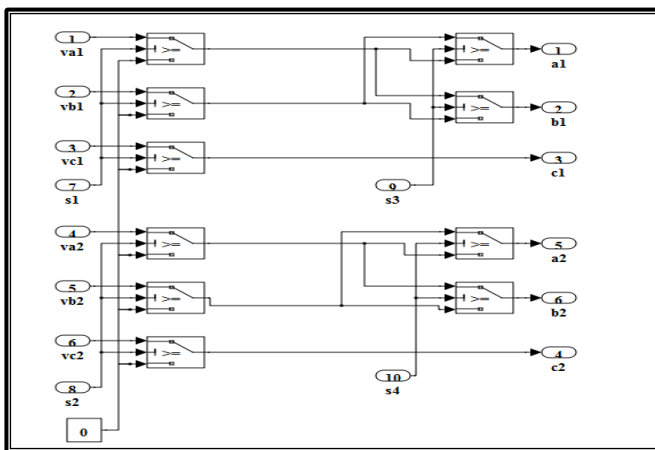 1
va1
>=
>=
1
a1
2
vb1
>=
>=
2
b1
3
vc1
>=
3
c1
7
s1
9
s3
4
va2
>=
>=
5
a2
5
vb2
>=
>=
6
b2
6
vc2
>=
4
c2
8
s2
10
s4
0